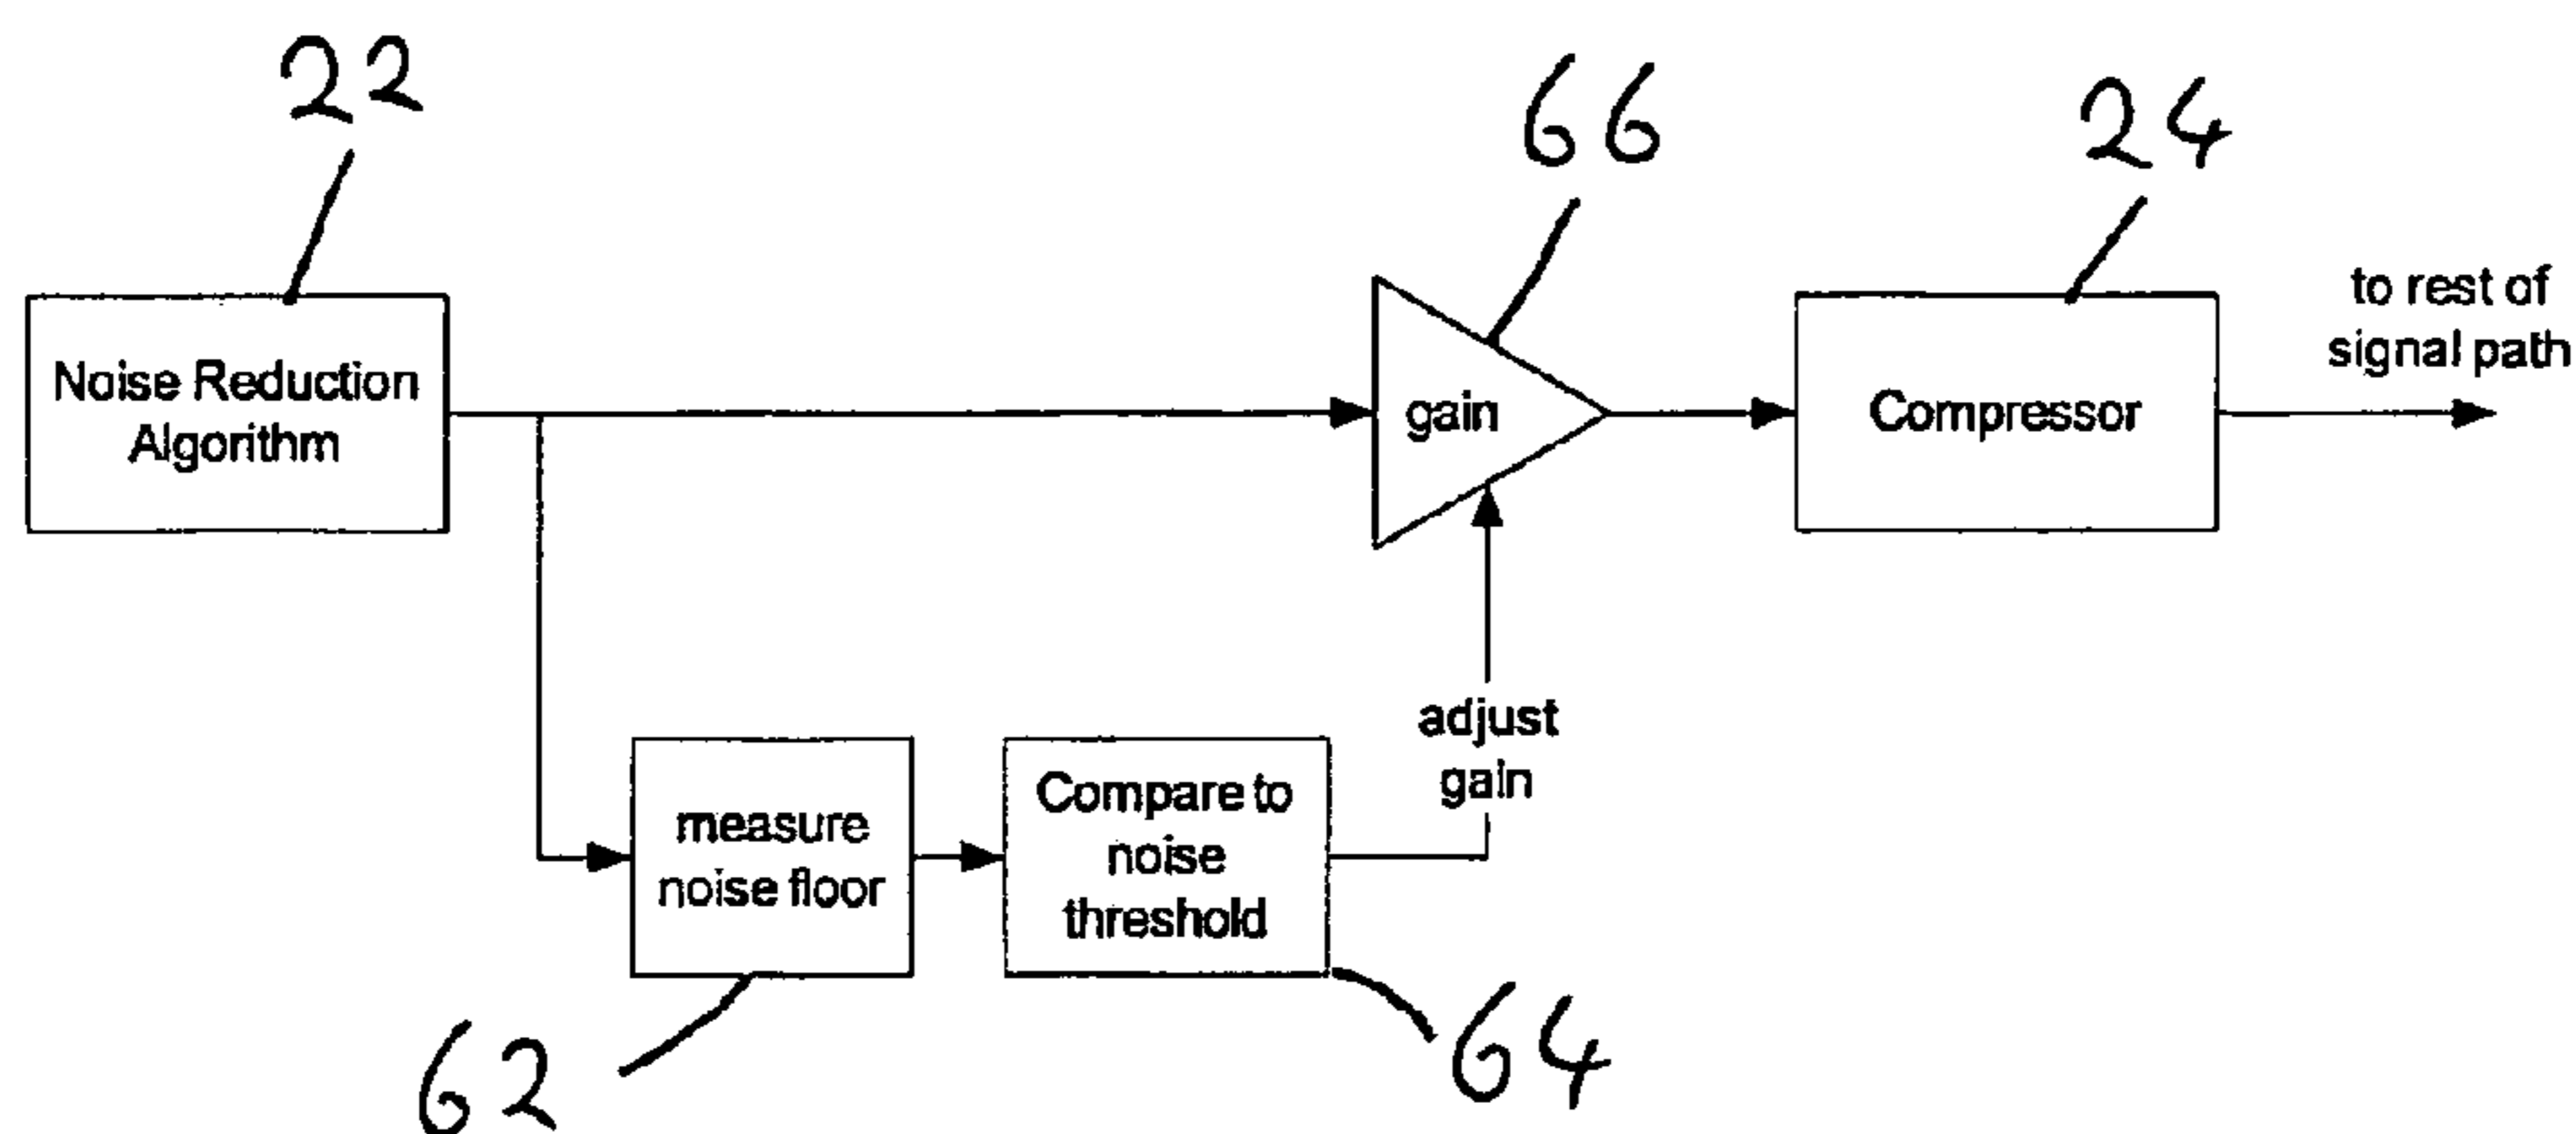 22
66
24
to rest of
signal path
Noise Reduction
Algorithm
gain
Compressor
adjust
gain
measure
noise floor
Compare to
noise
threshold
62
64